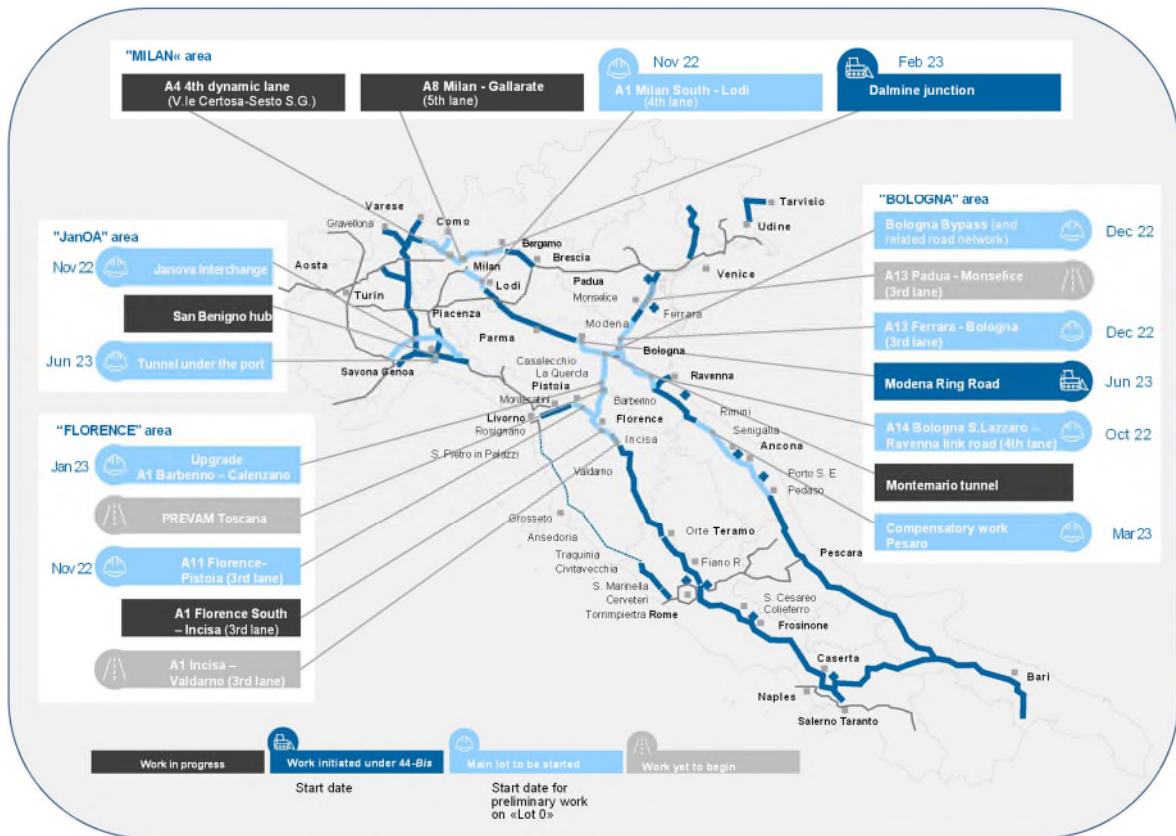 "MILAN« area
A4 4th dynamic lane
(V.le Certosa-Sesto S.G.)
A8 Milan - Gallarate
(5th lane)
Nov 22
A1 Milan South - Lodi
(4th lane)
Feb 23
Dalmine junction
"JanOA" area
Nov 22
Janova Interchange
San Benigno hub
Jun 23
Tunnel under the port
"FLORENCE" area
Jan 23
Upgrade
A1 Barberino – Calenzano
PREVAM Toscana
Nov 22
A11 Florence-
Pistoia (3rd lane)
A1 Florence South
– Incisa (3rd lane)
A1 Incisa –
Valdarno (3rd lane)
"BOLOGNA" area
Bologna Bypass (and
related road network)
Dec 22
A13 Padua - Monselice
(3rd lane)
A13 Ferrara - Bologna
(3rd lane)
Dec 22
Modena Ring Road
Jun 23
A14 Bologna S.Lazzaro –
Ravenna link road (4th lane)
Oct 22
Montemario tunnel
Compensatory work
Pesaro
Mar 23
Varese
Gravellona
Como
Bergamo
Brescia
Aosta
Milan
Lodi
Turin
Piacenza
Parma
Savona Genoa
Tarvisio
Udine
Venice
Padua
Monselice
Ferrara
Modena
Bologna
Casalecchio
La Quercia
Pistoia
Montecatini
Ravenna
Barberino
Rimini
Livorno
Rosignano
Florence
Senigalia
Incisa
Ancona
S. Pietro in Palazzi
Valdarno
Porto S. E
Pedaso
Grosseto
Ansedoria
Orte Teramo
Traquinia
Civitavecchia
Fiano R.
Pescara
S. Marinella
Cerveteri
Torrimpiertra Rome
S. Cesareo
Colieferro
Frosinone
Caserta
Bari
Naples
Salerno Taranto
Work in progress
Work initiated under 44-Bis
Main lot to be started
Work yet to begin
Start date
Start date for
preliminary work
on «Lot 0»